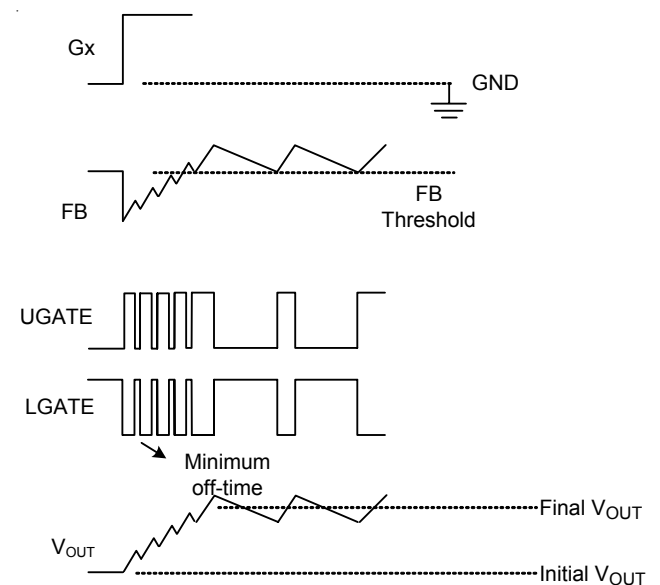 Gx
GND
FB
FB
Threshold
UGATE
LGATE
Minimum
off-time
VOUT
Final VOUT
Initial VOUT